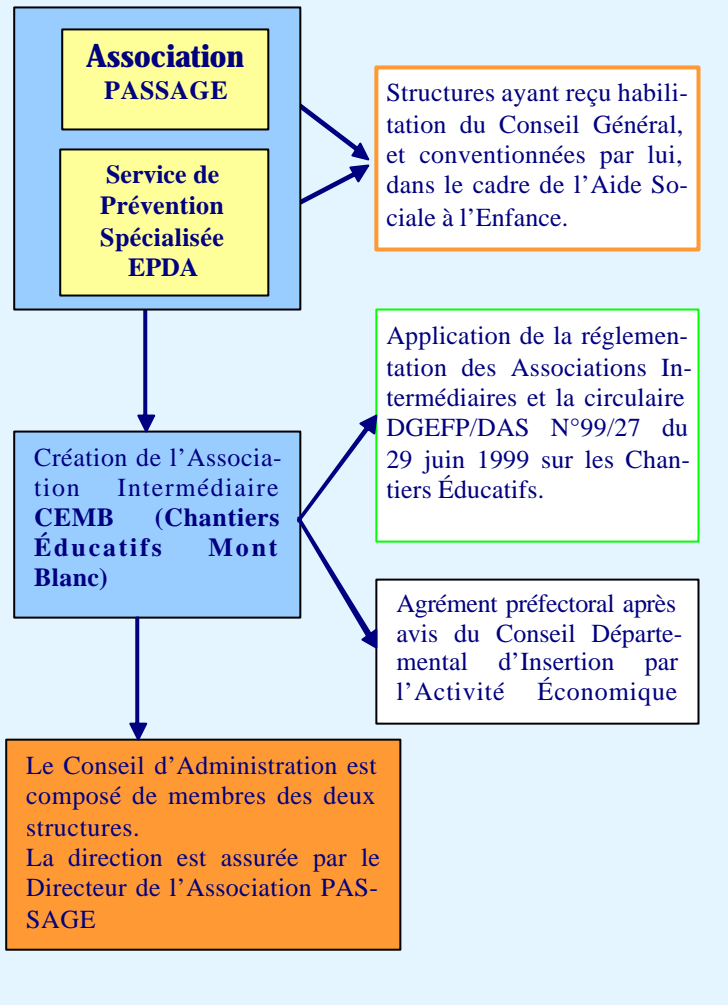 Association
PASSAGE
Service de
Prévention
Spécialisée
EPDA
Structures ayant reçu habili-
tation du Conseil Général,
et conventionnées par lui,
dans le cadre de l’Aide So-
ciale à l’Enfance.
Application de la réglemen-
tation des Associations In-
termédiaires et la circulaire
DGEFP/DAS N°99/27 du
29 juin 1999 sur les Chan-
tiers Éducatifs.
Création de l’Associa-
tion Intermédiaire
CEMB (Chantiers
Éducatifs Mont
Blanc)
Agrément préfectoral après
avis du Conseil Départe-
mental d’Insertion par
l’Activité Économique
Le Conseil d’Administration est
composé de membres des deux
structures.
La direction est assurée par le
Directeur de l’Association PAS-
SAGE